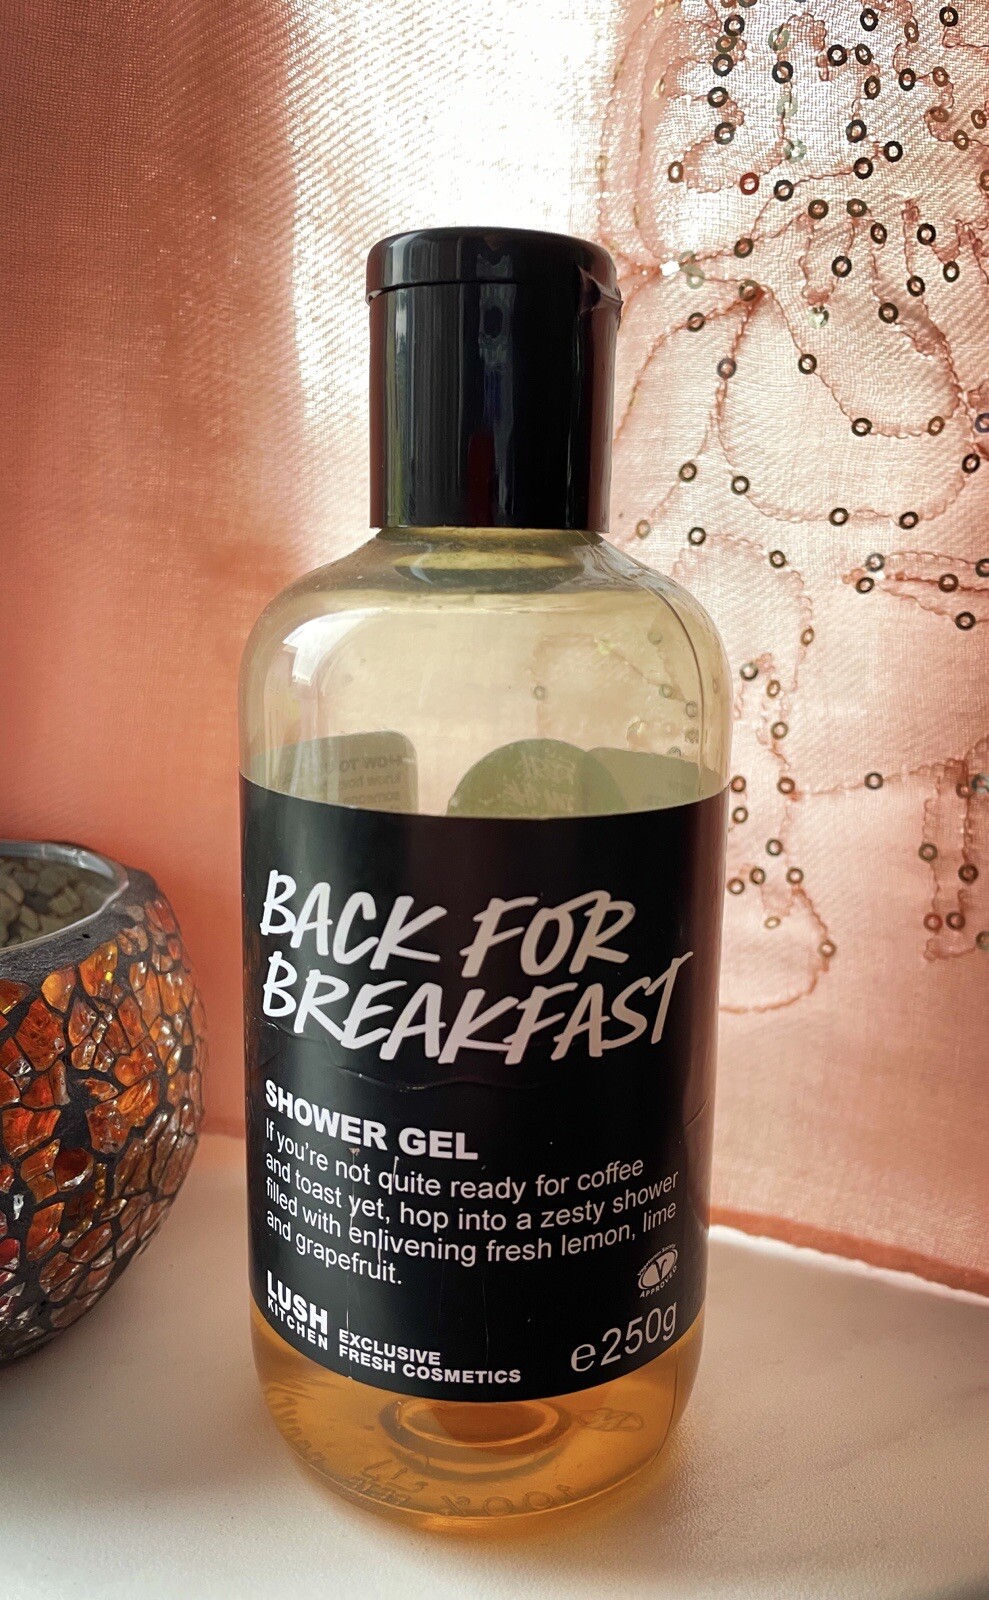 BACK FOR
BREAKFAST
SHOWER GEL
If you're not quite ready for coffee
and toast yet, hop into a zesty shower
filled with enlivening fresh lemon, lime
and grapefruit.
LUSH
KITCHEN
EXCLUSIVE
FRESH COSMETICS
V
APPROVED
e250g